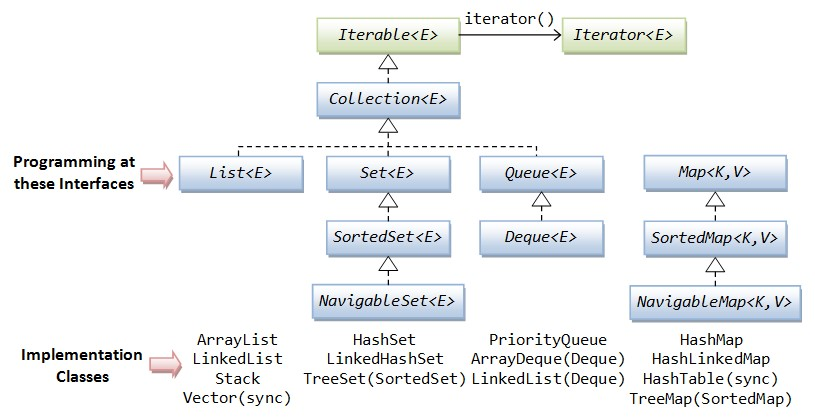 iterator()
Iterable<E>
Iterator<E>
Collection<E>
Programming at
these Interfaces
List<E>
Set<E>
Queue<E>
Map<K,V>
SortedSet<E>
Deque<E>
SortedMap<K,V>
NavigableSet<E>
NavigableMap<K,V>
Implementation
Classes
ArrayList
LinkedList
Stack
Vector(sync)
HashSet
LinkedHashSet
TreeSet(SortedSet)
PriorityQueue
ArrayDeque(Deque)
LinkedList(Deque)
HashMap
HashLinkedMap
HashTable(sync)
TreeMap(SortedMap)